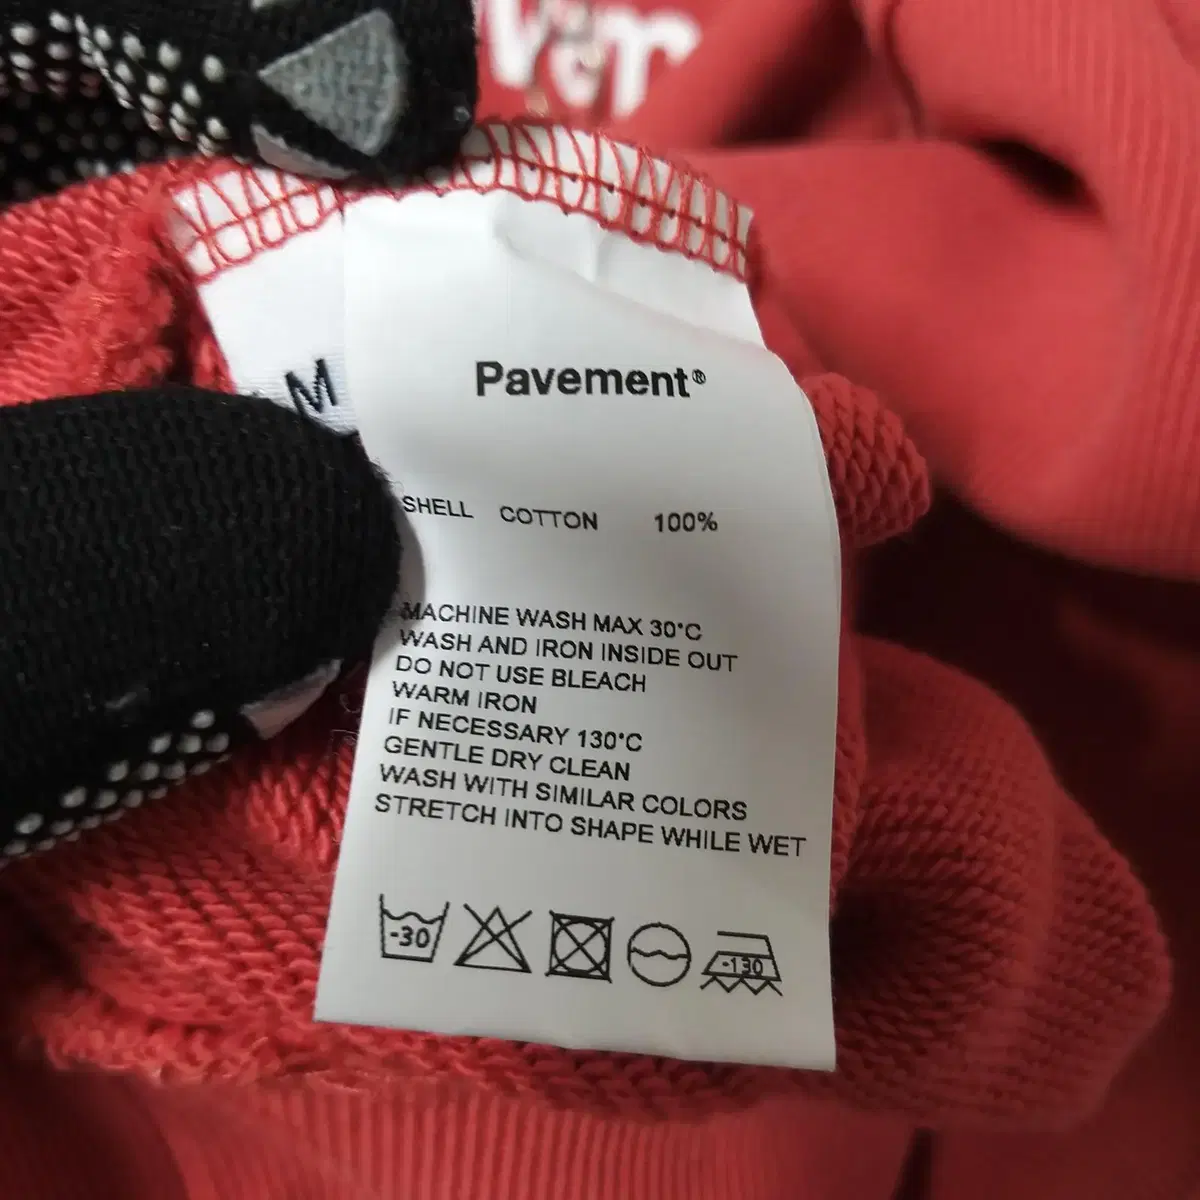 M
Pavement®
SHELL COTTON 100%
MACHINE WASH MAX 30°C
WASH AND IRON INSIDE OUT
DO NOT USE BLEACH
WARM IRON
IF NECESSARY 130°C
GENTLE DRY CLEAN
WASH WITH SIMILAR COLORS
STRETCH INTO SHAPE WHILE WET
-30
-130